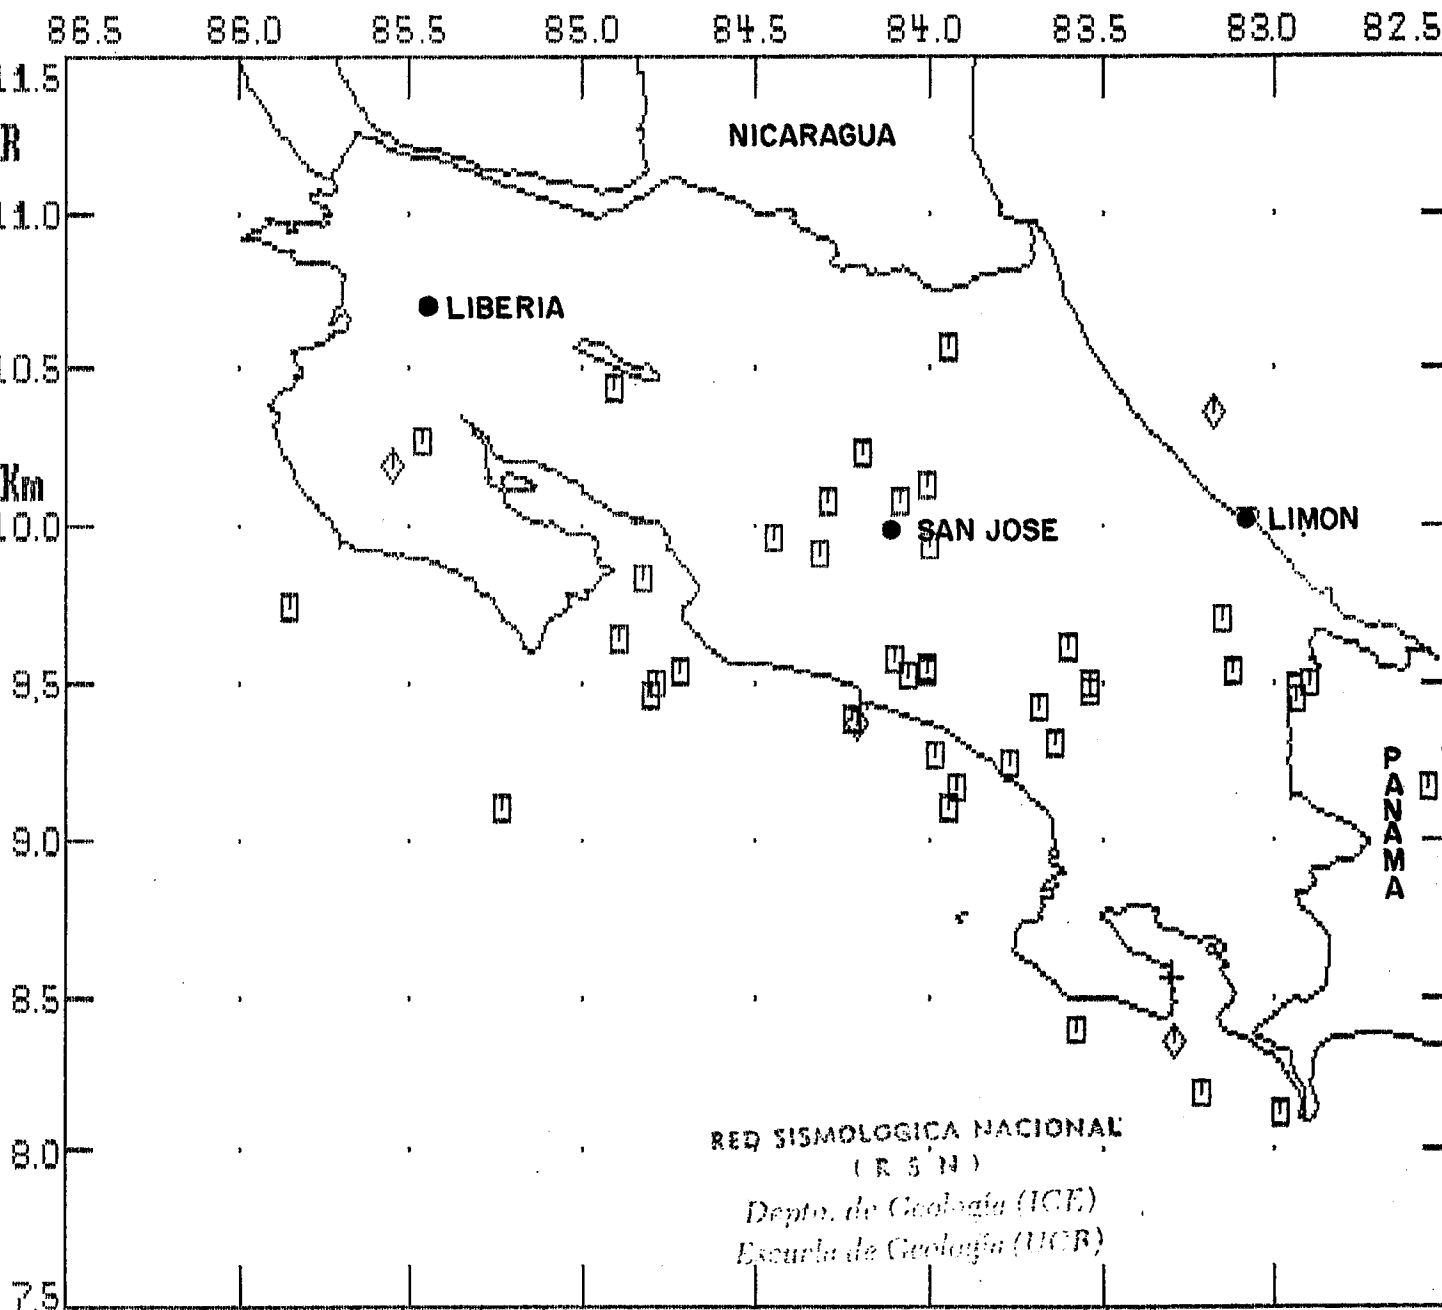 86.5 86.0 85.5 85.0 84.5 84.0 83.5 83.0 82.5
11.5
NICARAGUA
R
11.0
LIBERIA
10.5
Km
10.0
SAN JOSE
LIMON
9.5
PANAMA
9.0
8.5
RED SISMOLOGICA NACIONAL
8.0
( R S N )
Depto. de Geología (ICE)
Escuela de Geología (UCR)
7.5